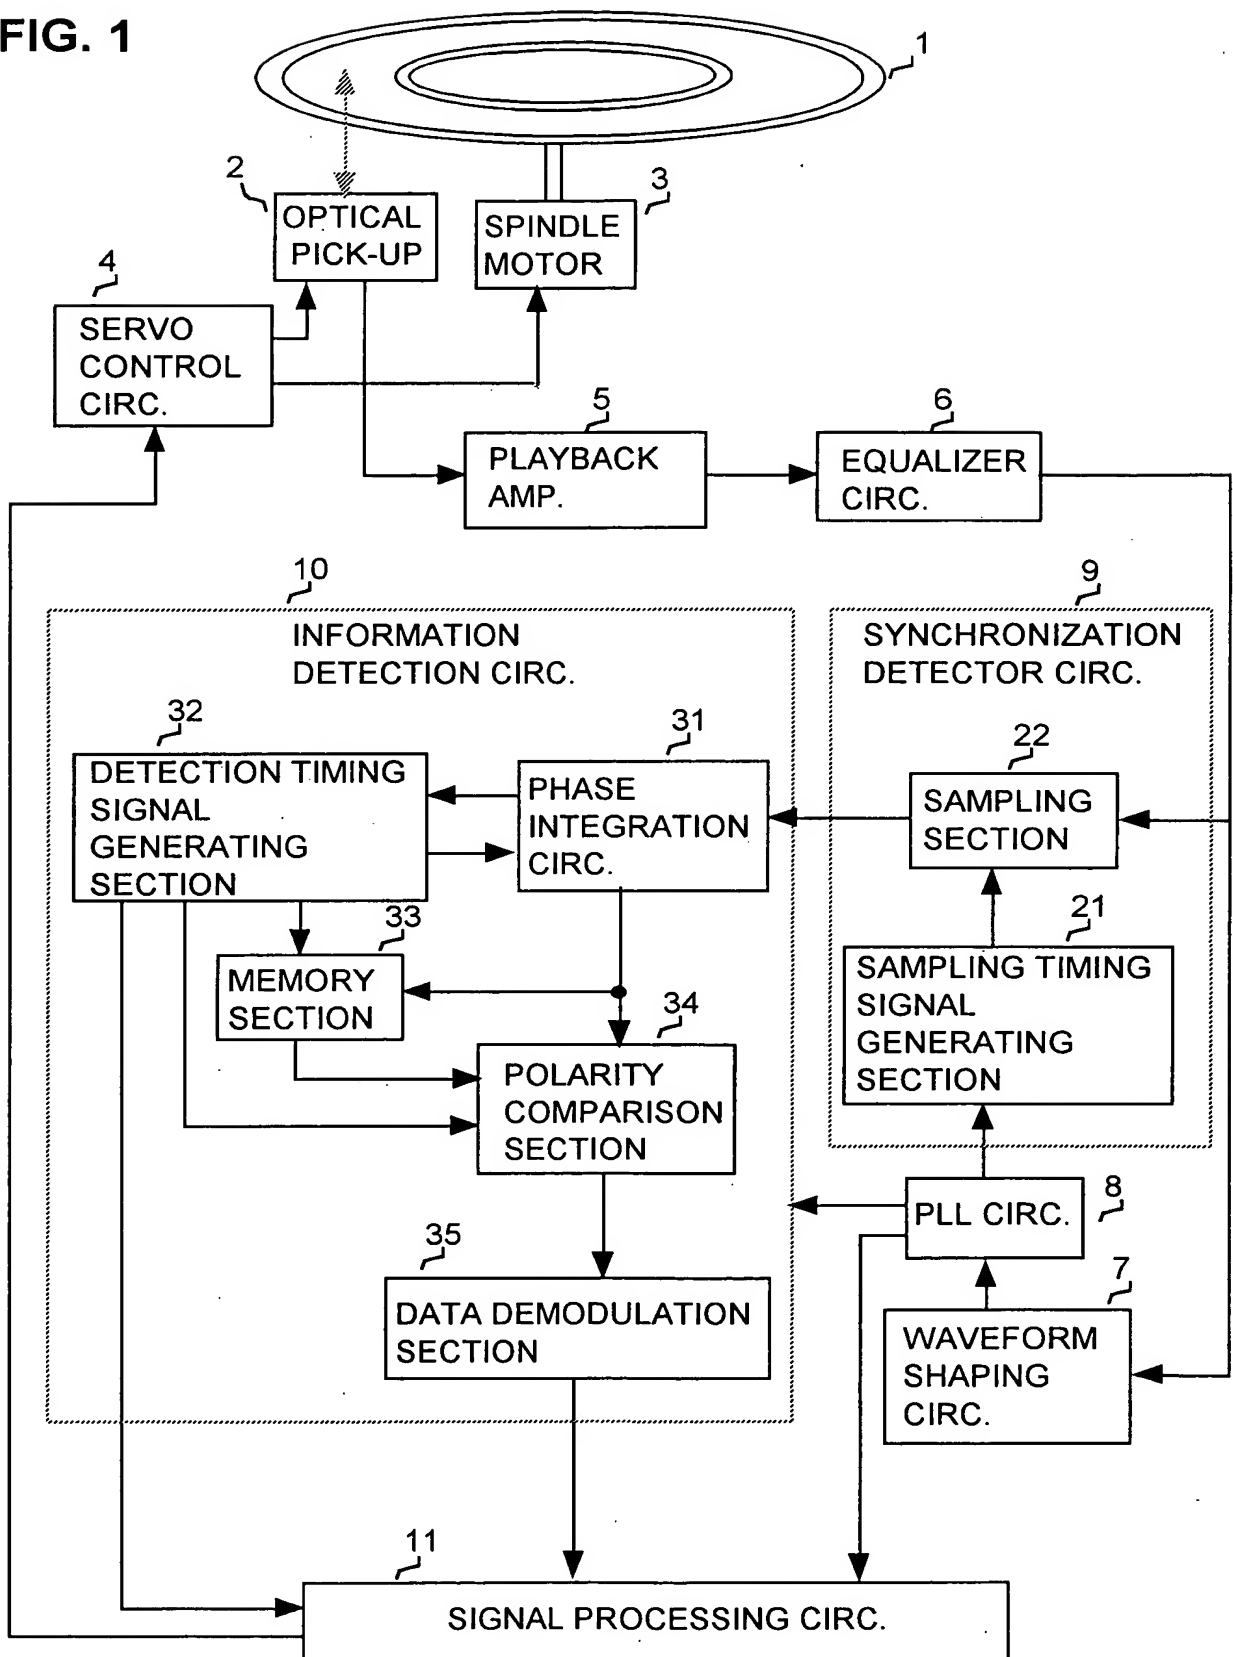 FIG. 1
1
2
OPTICAL
PICK-UP
3
SPINDLE
MOTOR
4
SERVO
CONTROL
CIRC.
5
PLAYBACK
AMP.
6
EQUALIZER
CIRC.
10
INFORMATION
DETECTION CIRC.
9
SYNCHRONIZATION
DETECTOR CIRC.
32
DETECTION TIMING
SIGNAL
GENERATING
SECTION
31
PHASE
INTEGRATION
CIRC.
22
SAMPLING
SECTION
33
MEMORY
SECTION
21
SAMPLING TIMING
SIGNAL
GENERATING
SECTION
34
POLARITY
COMPARISON
SECTION
8
PLL CIRC.
35
DATA DEMODULATION
SECTION
7
WAVEFORM
SHAPING
CIRC.
11
SIGNAL PROCESSING CIRC.